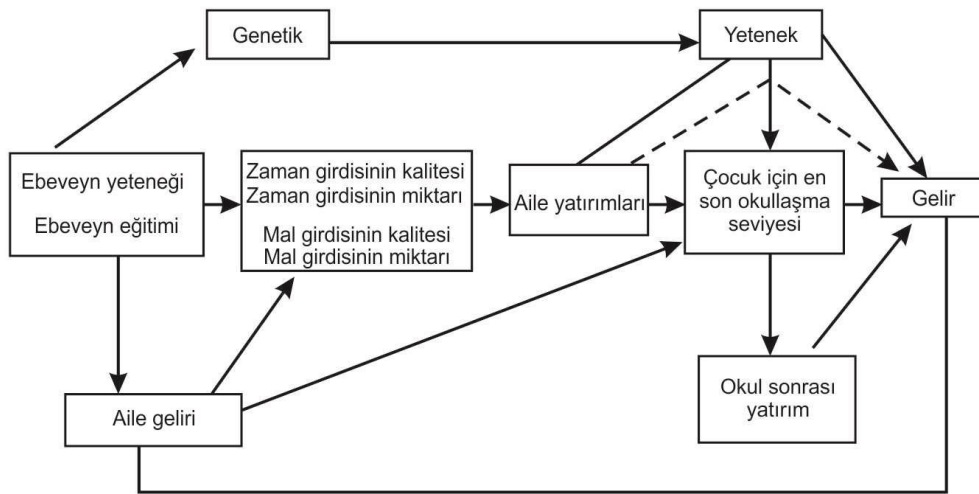 Genetik
Yetenek
Ebeveyn yeteneği
Ebeveyn eğitimi
Zaman girdisinin kalitesi
Zaman girdisinin miktarı
Mal girdisinin kalitesi
Mal girdisinin miktarı
Aile yatırımları
Çocuk için en
son okullaşma
seviyesi
Gelir
Aile geliri
Okul sonrası
yatırım